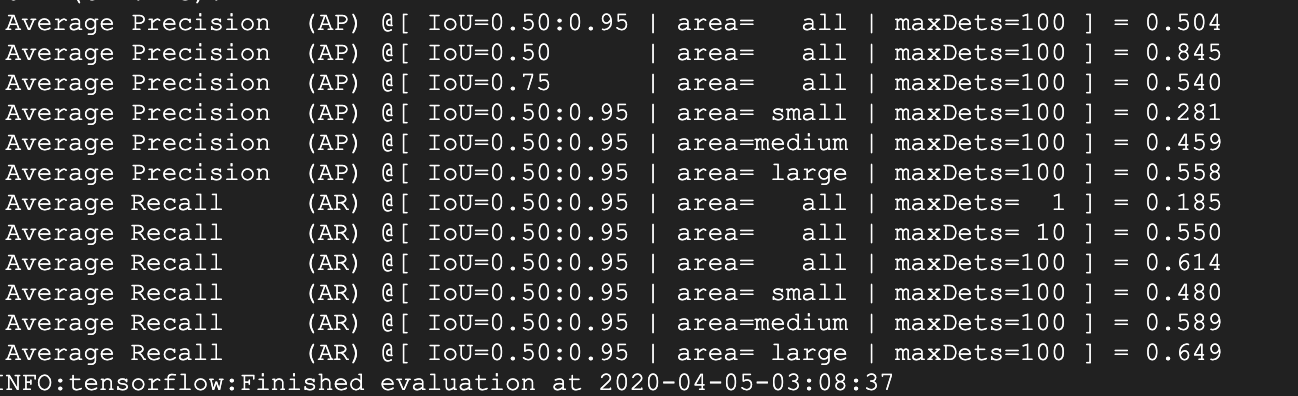 Average Precision  (AP) @[ IoU=0.50:0.95 | area=   all | maxDets=100 ] = 0.504
Average Precision  (AP) @[ IoU=0.50      | area=   all | maxDets=100 ] = 0.845
Average Precision  (AP) @[ IoU=0.75      | area=   all | maxDets=100 ] = 0.540
Average Precision  (AP) @[ IoU=0.50:0.95 | area= small | maxDets=100 ] = 0.281
Average Precision  (AP) @[ IoU=0.50:0.95 | area=medium | maxDets=100 ] = 0.459
Average Precision  (AP) @[ IoU=0.50:0.95 | area= large | maxDets=100 ] = 0.558
Average Recall     (AR) @[ IoU=0.50:0.95 | area=   all | maxDets=  1 ] = 0.185
Average Recall     (AR) @[ IoU=0.50:0.95 | area=   all | maxDets= 10 ] = 0.550
Average Recall     (AR) @[ IoU=0.50:0.95 | area=   all | maxDets=100 ] = 0.614
Average Recall     (AR) @[ IoU=0.50:0.95 | area= small | maxDets=100 ] = 0.480
Average Recall     (AR) @[ IoU=0.50:0.95 | area=medium | maxDets=100 ] = 0.589
Average Recall     (AR) @[ IoU=0.50:0.95 | area= large | maxDets=100 ] = 0.649
INFO:tensorflow:Finished evaluation at 2020-04-05-03:08:37